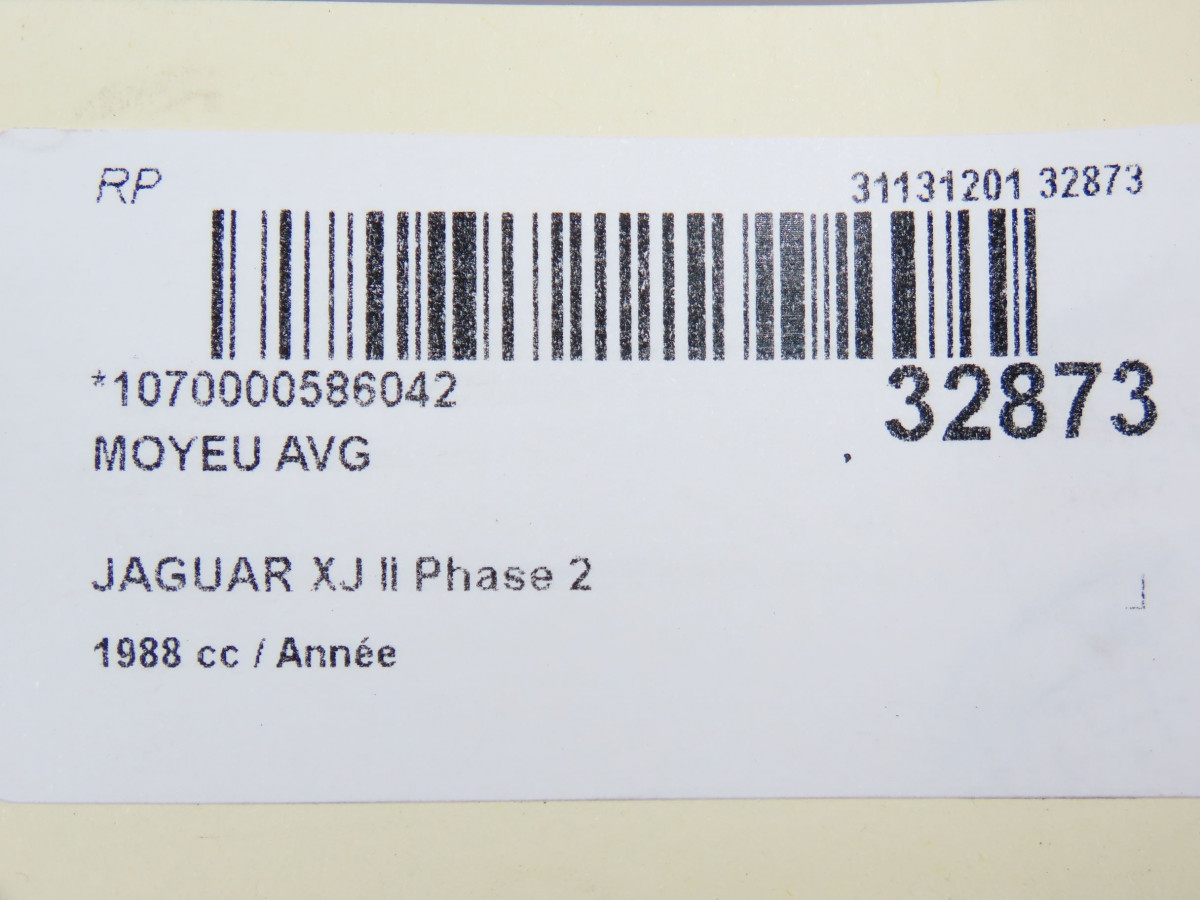 RP
31131201 32873
*1070000586042
32873
MOYEU AVG
JAGUAR XJ II Phase 2
1988 cc / Année